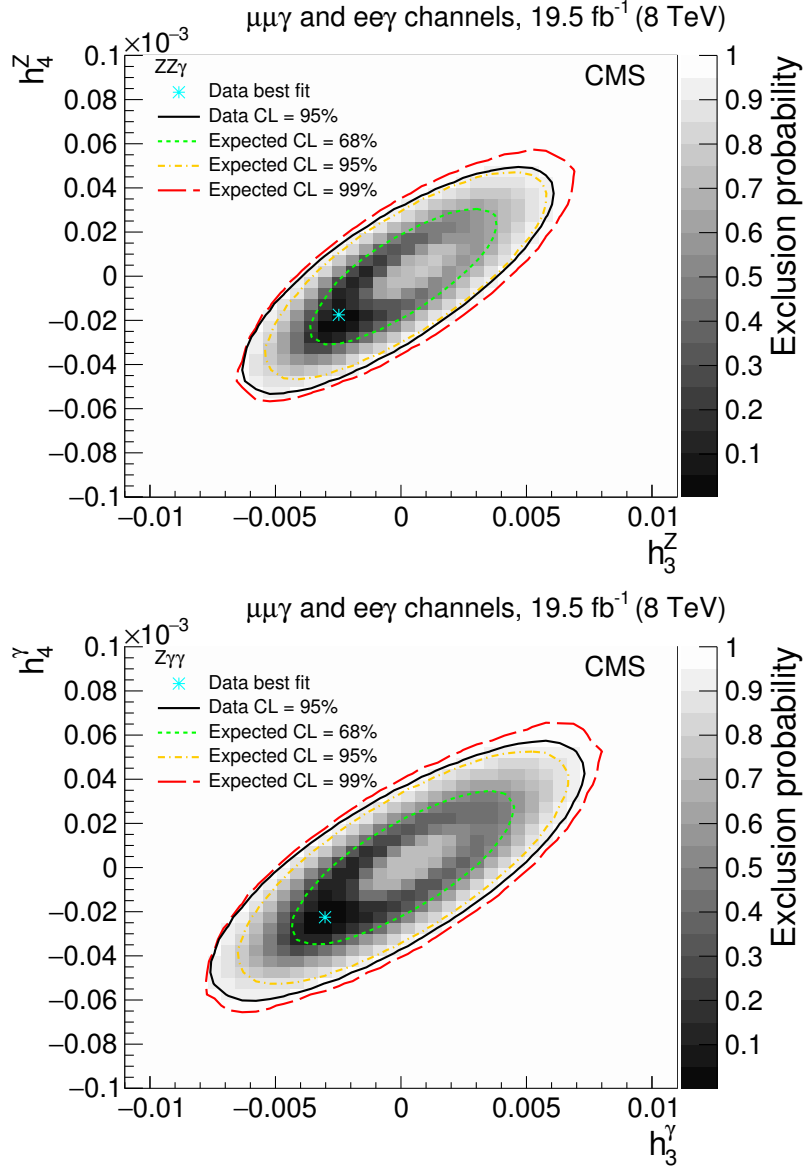 μμγ and eeγ channels, 19.5 fb⁻¹ (8 TeV)
×10⁻³
h₄ᶻ
ZZγ
CMS
Data best fit
Data CL = 95%
Expected CL = 68%
Expected CL = 95%
Expected CL = 99%
0.1
0.08
0.06
0.04
0.02
0
−0.02
−0.04
−0.06
−0.08
−0.1
−0.01 −0.005 0 0.005 0.01
h₃ᶻ
1
0.9
0.8
0.7
0.6
0.5
0.4
0.3
0.2
0.1
Exclusion probability
μμγ and eeγ channels, 19.5 fb⁻¹ (8 TeV)
×10⁻³
h₄ᵞ
Zγγ
CMS
Data best fit
Data CL = 95%
Expected CL = 68%
Expected CL = 95%
Expected CL = 99%
0.1
0.08
0.06
0.04
0.02
0
−0.02
−0.04
−0.06
−0.08
−0.1
−0.01 −0.005 0 0.005 0.01
h₃ᵞ
1
0.9
0.8
0.7
0.6
0.5
0.4
0.3
0.2
0.1
Exclusion probability